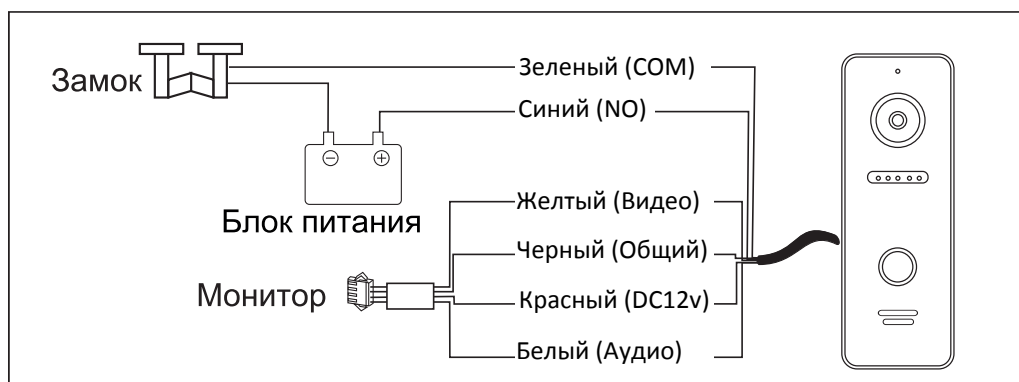 Замок
Зеленый (COM)
Синий (NO)
Блок питания
Желтый (Видео)
Черный (Общий)
Монитор
Красный (DC12v)
Белый (Аудио)